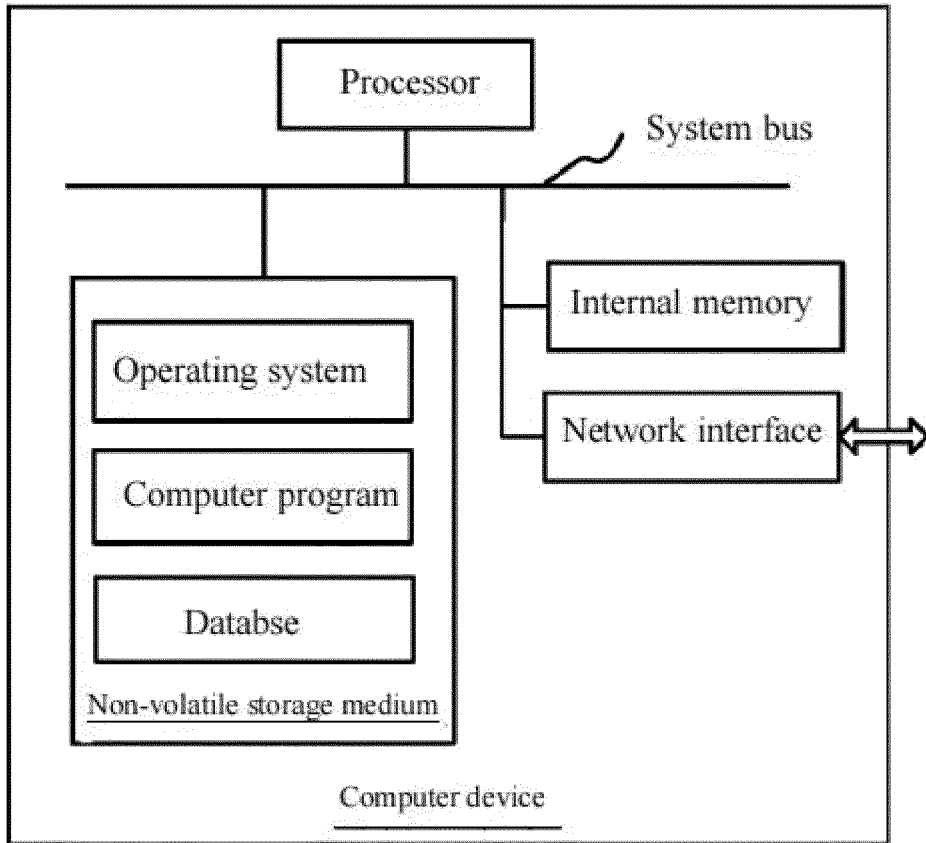 Processor
System bus
Internal memory
Operating system
Network interface
Computer program
Databse
Non-volatile storage medium
Computer device